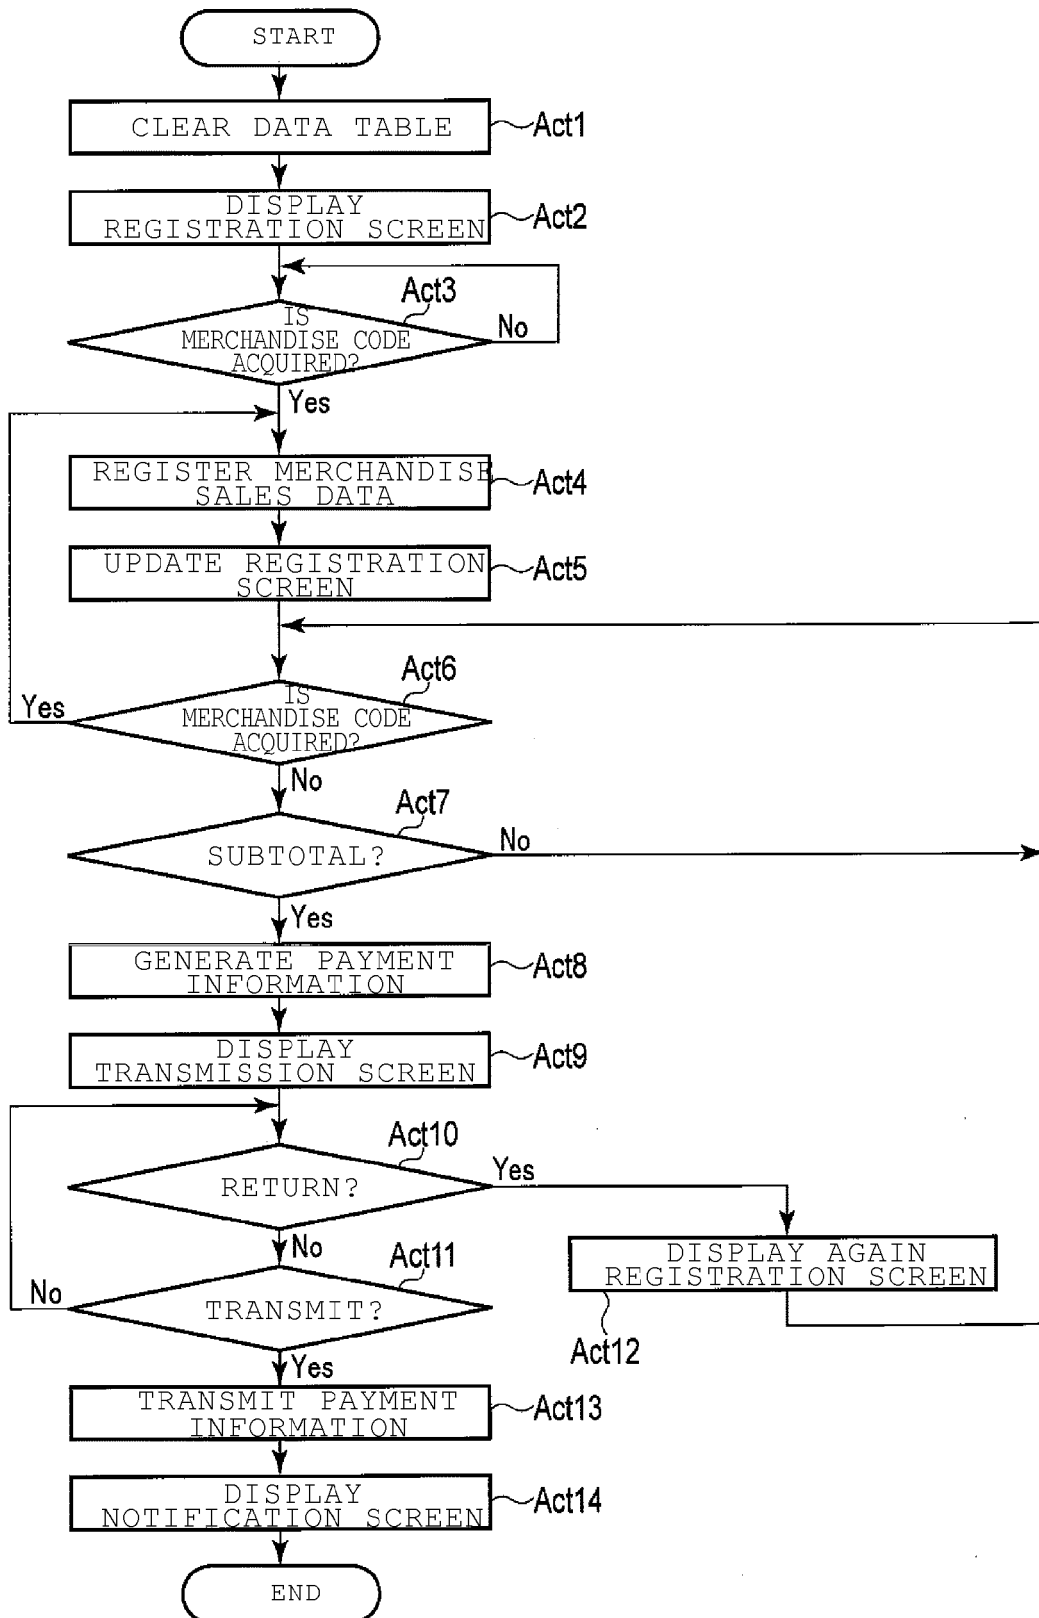 START
CLEAR DATA TABLE
Act1
DISPLAY
REGISTRATION SCREEN
Act2
Act3
IS
MERCHANDISE CODE
ACQUIRED?
No
Yes
REGISTER MERCHANDISE
SALES DATA
Act4
UPDATE REGISTRATION
SCREEN
Act5
Act6
IS
MERCHANDISE CODE
ACQUIRED?
Yes
No
Act7
SUBTOTAL?
No
Yes
GENERATE PAYMENT
INFORMATION
Act8
DISPLAY
TRANSMISSION SCREEN
Act9
Act10
RETURN?
Yes
No
DISPLAY AGAIN
REGISTRATION SCREEN
Act12
Act11
TRANSMIT?
No
Yes
TRANSMIT PAYMENT
INFORMATION
Act13
DISPLAY
NOTIFICATION SCREEN
Act14
END